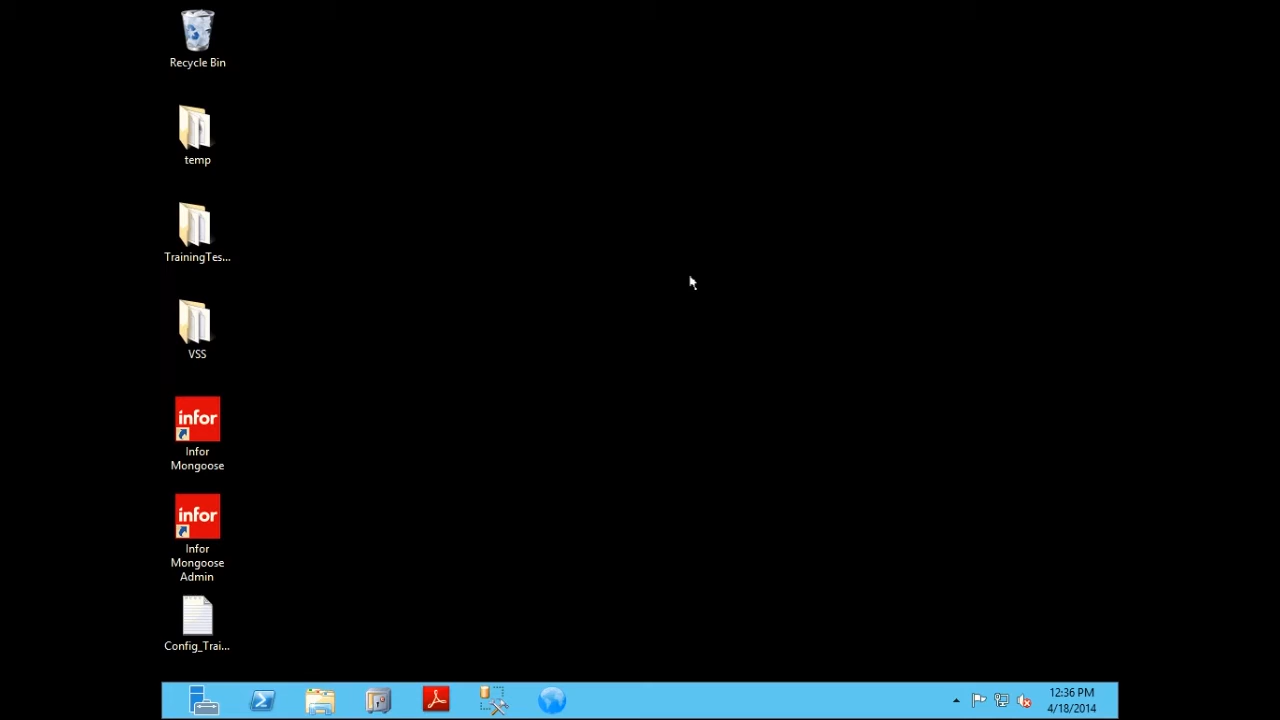 Recycle Bin
temp
TrainingTes...
VSS
infor
Infor
Mongoose
infor
Infor
Mongoose
Admin
Config_Trai...
12:36 PM
4/18/2014